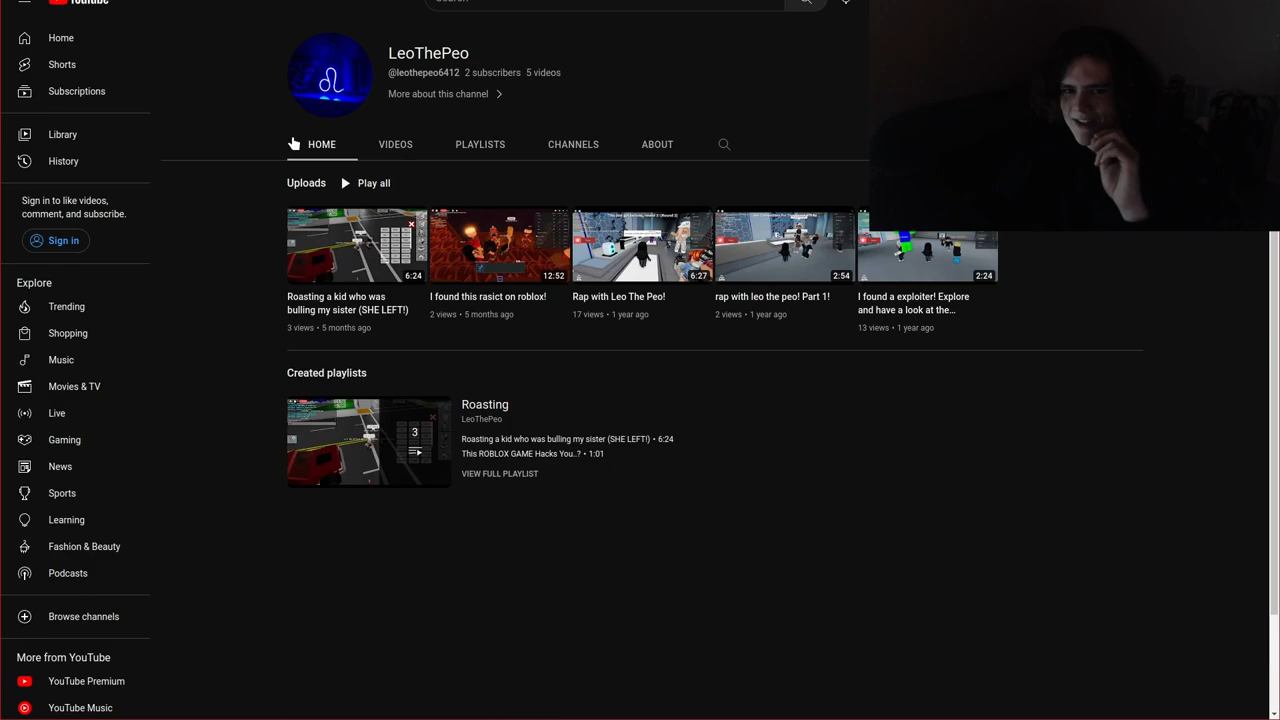 YouTube
Search
Home
Shorts
Subscriptions
Library
History
Sign in to like videos,
comment, and subscribe.
Sign in
Explore
Trending
Shopping
Music
Movies & TV
Live
Gaming
News
Sports
Learning
Fashion & Beauty
Podcasts
Browse channels
More from YouTube
YouTube Premium
YouTube Music
LeoThePeo
@leothepeo6412 2 subscribers 5 videos
More about this channel
HOME VIDEOS PLAYLISTS CHANNELS ABOUT
Uploads Play all
6:24
Roasting a kid who was
bulling my sister (SHE LEFT!)
3 views • 5 months ago
12:52
I found this rasict on roblox!
2 views • 5 months ago
6:27
Rap with Leo The Peo!
17 views • 1 year ago
2:54
rap with leo the peo! Part 1!
2 views • 1 year ago
2:24
I found a exploiter! Explore
and have a look at the...
13 views • 1 year ago
Created playlists
3
Roasting
LeoThePeo
Roasting a kid who was bulling my sister (SHE LEFT!) • 6:24
This ROBLOX GAME Hacks You..? • 1:01
VIEW FULL PLAYLIST